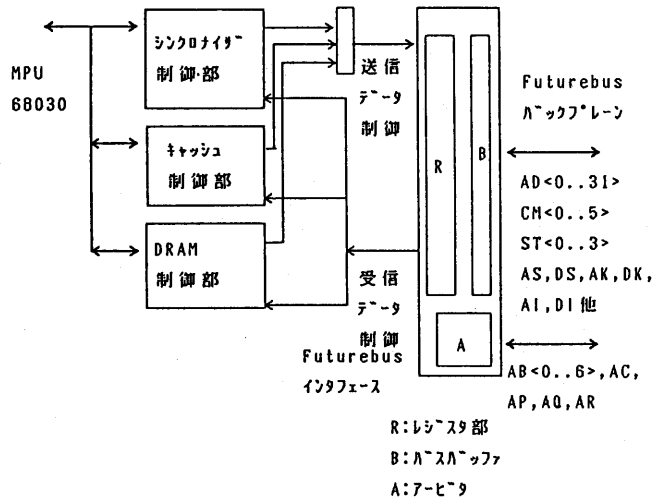 MPU
68030
シンクロナイザ
制御部
キャッシュ
制御部
DRAM
制御部
送信
データ
制御
受信
データ
制御
Futurebus
インタフェース
R
B
A
Futurebus
バックプレーン
AD<0..31>
CM<0..5>
ST<0..3>
AS,DS,AK,DK,
AI,DI他
AB<0..6>,AC,
AP,AQ,AR
R:レジスタ部
B:バスバッファ
A:アービタ